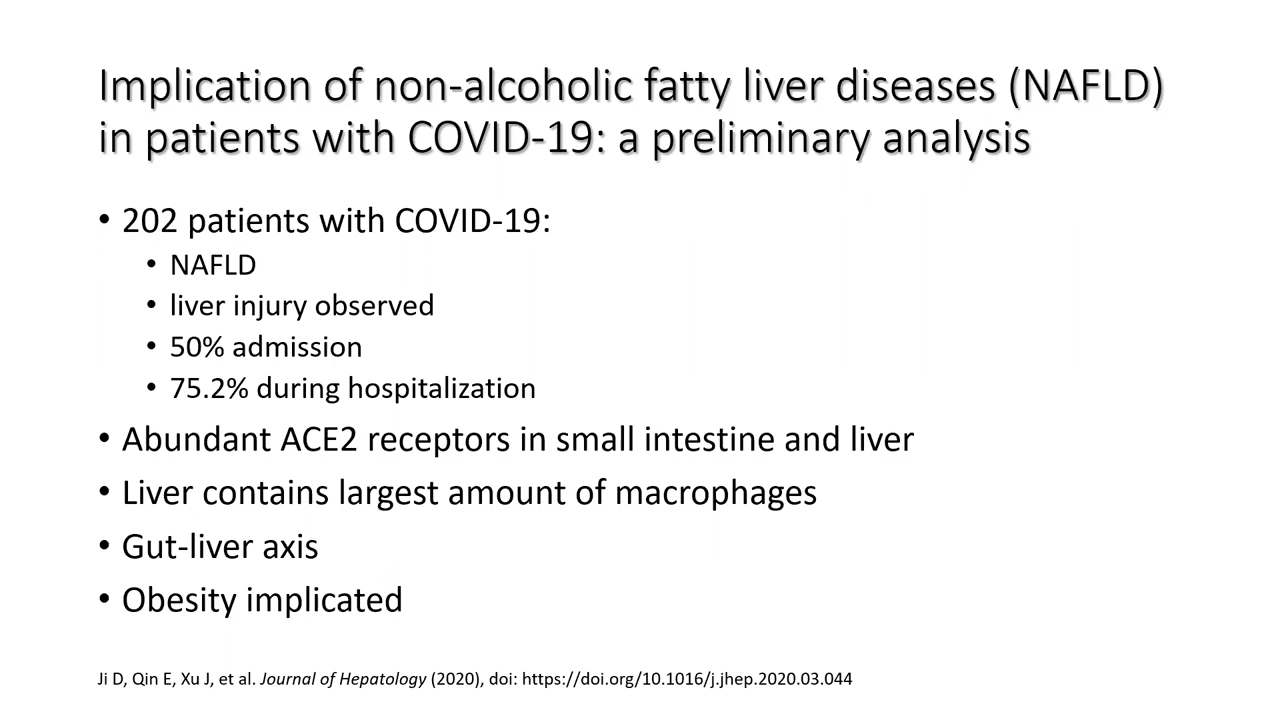 Implication of non-alcoholic fatty liver diseases (NAFLD)
in patients with COVID-19: a preliminary analysis
• 202 patients with COVID-19:
• NAFLD
• liver injury observed
• 50% admission
• 75.2% during hospitalization
• Abundant ACE2 receptors in small intestine and liver
• Liver contains largest amount of macrophages
• Gut-liver axis
• Obesity implicated
Ji D, Qin E, Xu J, et al. Journal of Hepatology (2020), doi: https://doi.org/10.1016/j.jhep.2020.03.044